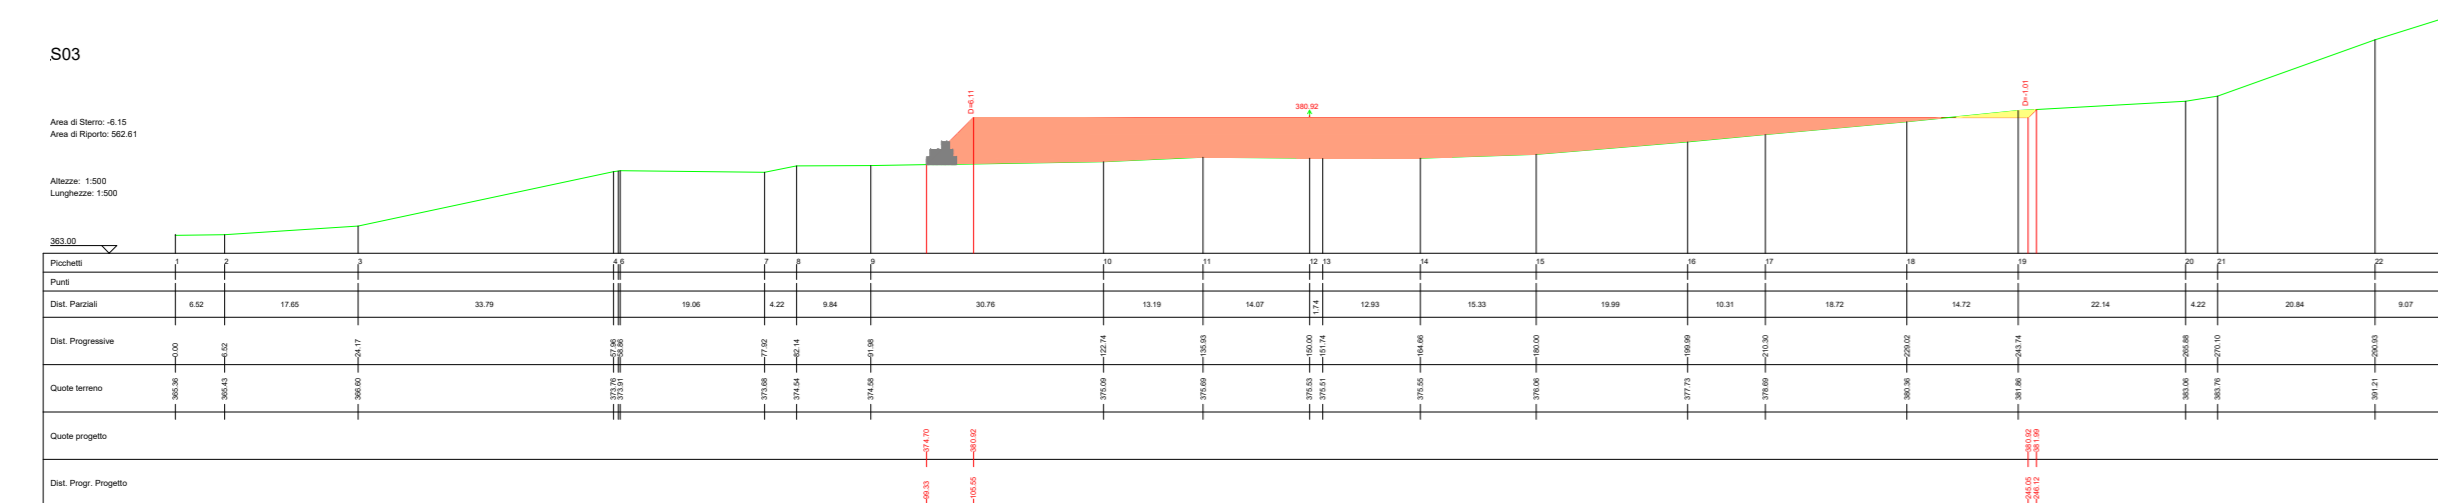 S03
D=6.11
380.92
D=-1.01
Area di Sterro: -6.15
Area di Riporto: 562.61
Altezze: 1:500
Lunghezze: 1:500
363.00
Picchetti 1 2 3 4 6 7 8 9 10 11 12 13 14 15 16 17 18 19 20 21 22
Punti
Dist. Parziali 6.52 17.65 33.79 19.06 4.22 9.84 30.76 13.19 14.07 1.74 12.93 15.33 19.99 10.31 18.72 14.72 22.14 4.22 20.84 9.07
Dist. Progressive 0.00 6.52 24.17 57.96 58.86 77.92 82.14 91.98 122.74 135.93 150.00 151.74 164.66 180.00 199.99 210.30 229.02 243.74 265.88 270.10 290.93
Quote terreno 365.36 365.43 366.60 373.76 373.91 373.68 374.54 374.58 375.09 375.69 375.53 375.51 375.55 376.06 377.73 378.69 380.36 381.86 383.06 383.76 391.21
Quote progetto 374.70 380.92 380.92 381.99
Dist. Progr. Progetto 99.33 105.55 245.05 246.12